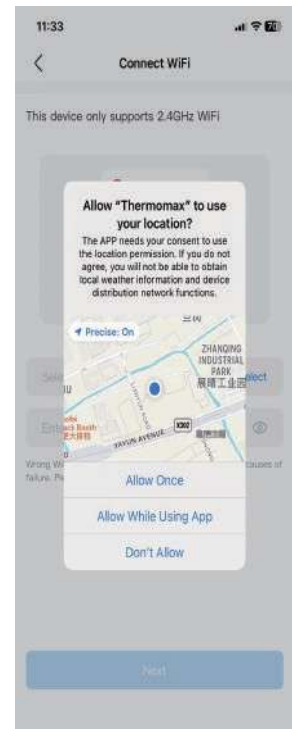 11:33
Connect WiFi
This device only supports 2.4GHz WiFi
Allow “Thermomax” to use
your location?
The APP needs your consent to use
the location permission. If you do not
agree, you will not be able to obtain
local weather information and device
distribution network functions.
Precise: On
ZHANQING
INDUSTRIAL
PARK
展晴工业园
X302
YAYUN AVENUE
Allow Once
Allow While Using App
Don't Allow
Next